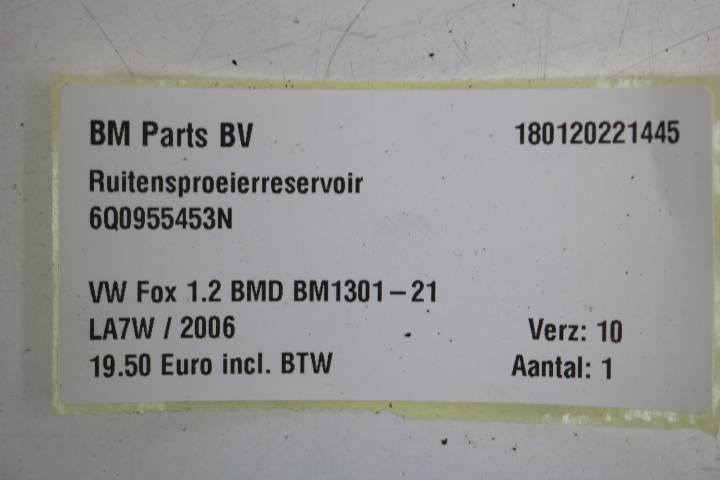 BM Parts BV 180120221445
Ruitensproeierreservoir
6Q0955453N
VW Fox 1.2 BMD BM1301-21
LA7W / 2006 Verz: 10
19.50 Euro incl. BTW Aantal: 1